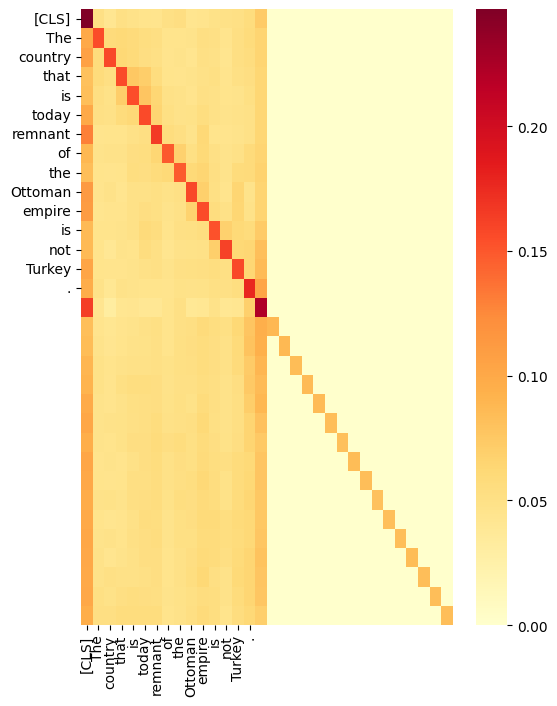 [CLS]
The
country
that
is
today
remnant
of
the
Ottoman
empire
is
not
Turkey
.
0.20
0.15
0.10
0.05
0.00
[CLS]
The
country
that
is
today
remnant
of
the
Ottoman
empire
is
not
Turkey
.